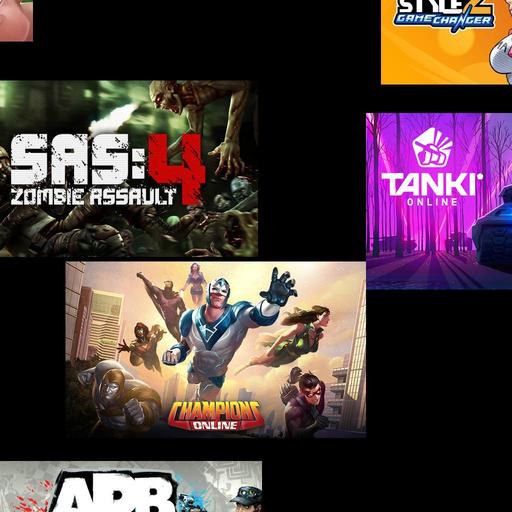 STYLE 2
GAME CHANGER
SAS:4
ZOMBIE ASSAULT
TANKI
ONLINE
CHAMPIONS
ONLINE
APB